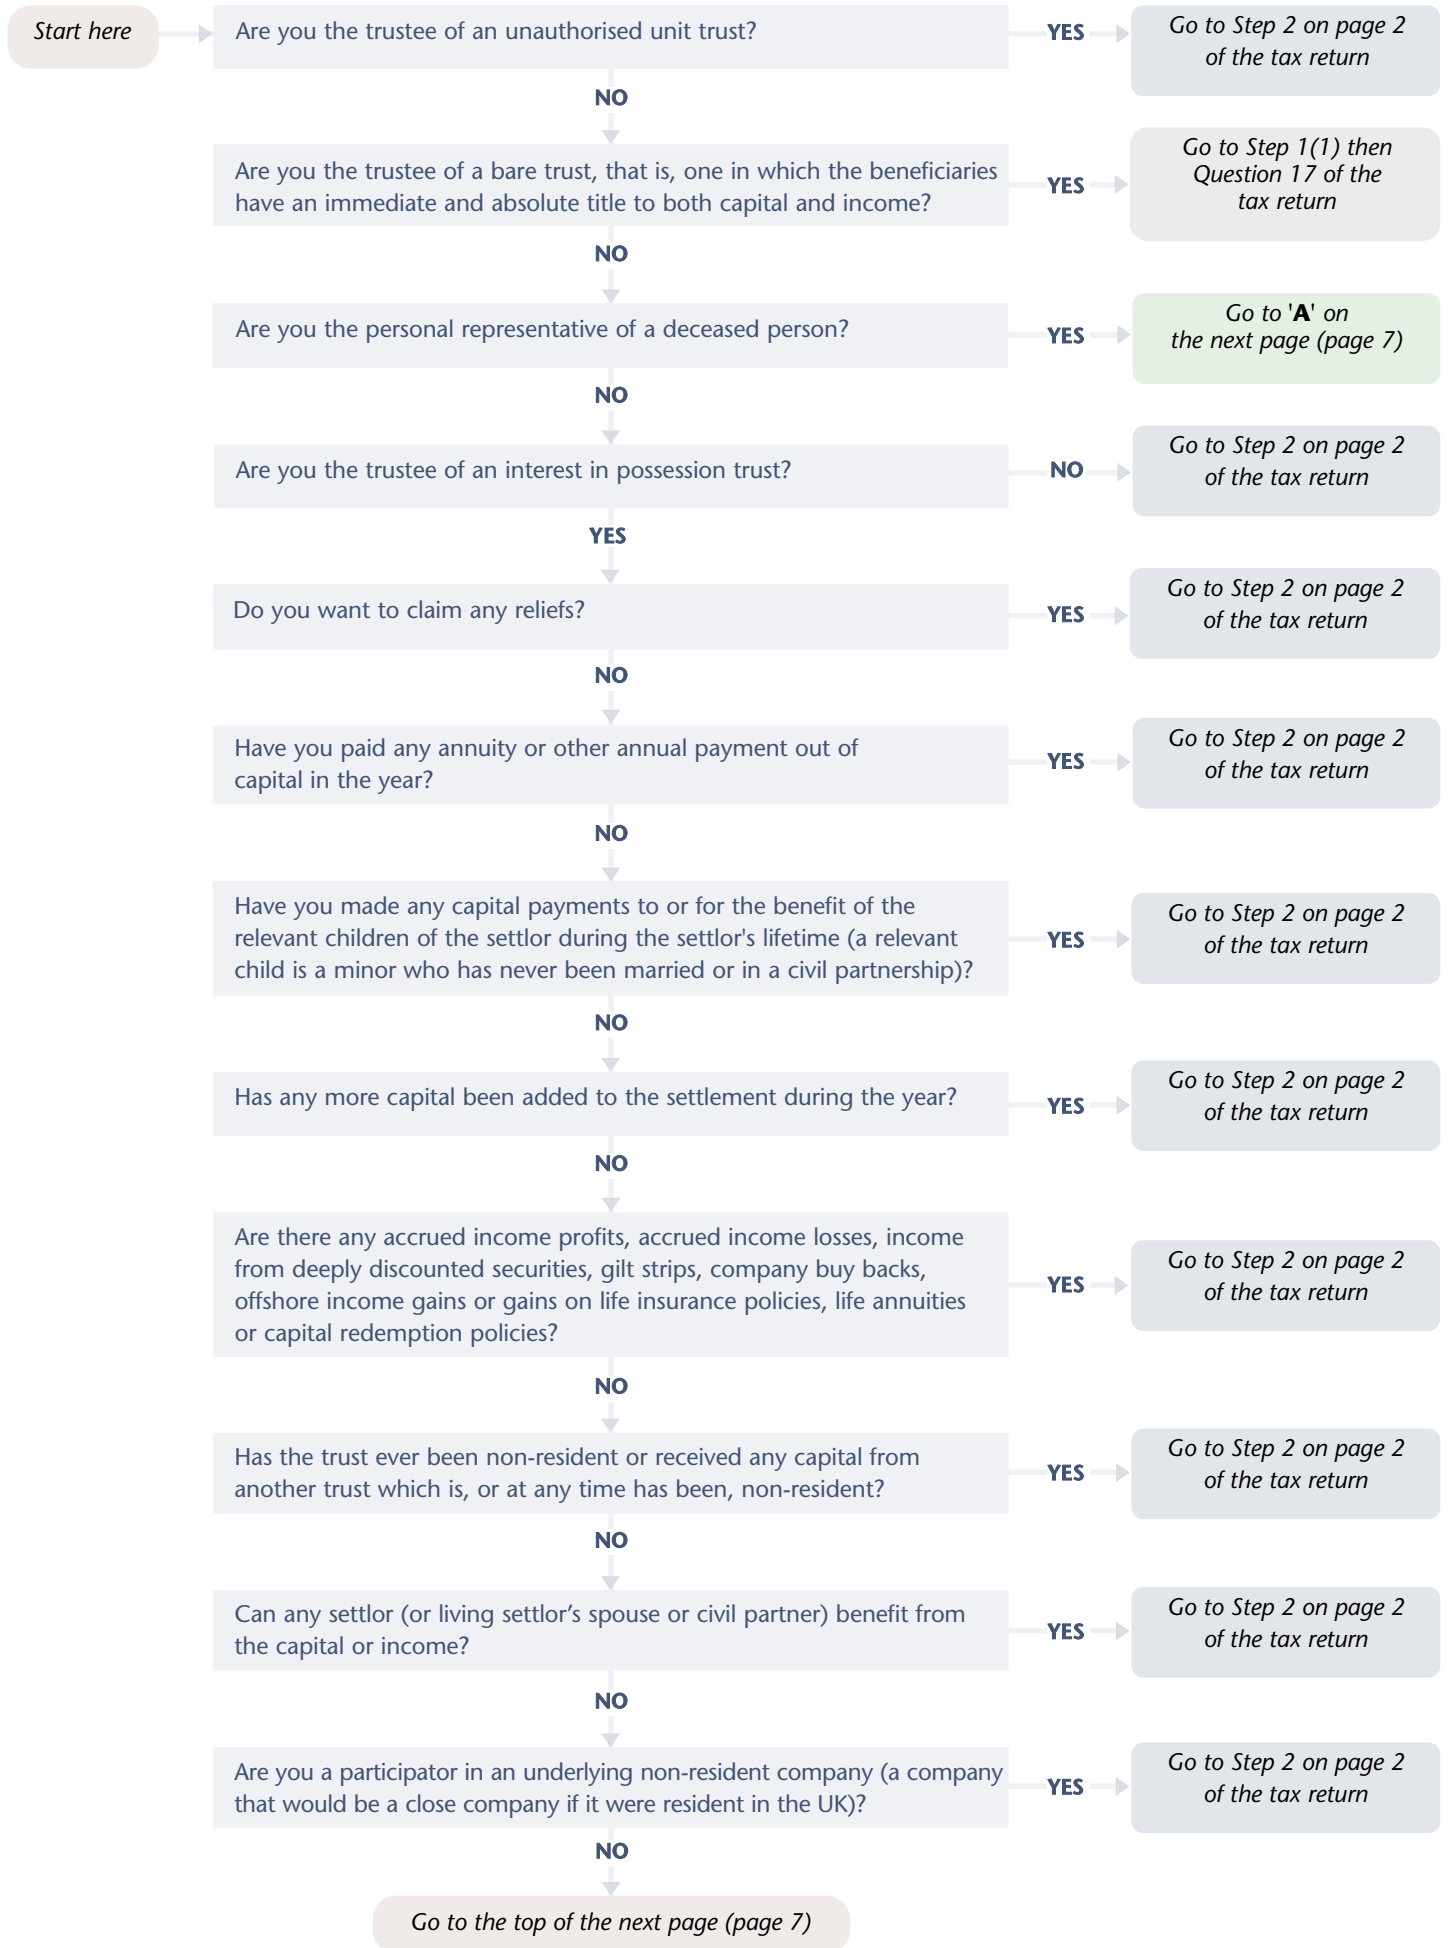 Start here
Are you the trustee of an unauthorised unit trust?
YES
Go to Step 2 on page 2
of the tax return
NO
Are you the trustee of a bare trust, that is, one in which the beneficiaries
have an immediate and absolute title to both capital and income?
YES
Go to Step 1(1) then
Question 17 of the
tax return
NO
Are you the personal representative of a deceased person?
YES
Go to 'A' on
the next page (page 7)
NO
Are you the trustee of an interest in possession trust?
NO
Go to Step 2 on page 2
of the tax return
YES
Do you want to claim any reliefs?
YES
Go to Step 2 on page 2
of the tax return
NO
Have you paid any annuity or other annual payment out of
capital in the year?
YES
Go to Step 2 on page 2
of the tax return
NO
Have you made any capital payments to or for the benefit of the
relevant children of the settlor during the settlor's lifetime (a relevant
child is a minor who has never been married or in a civil partnership)?
YES
Go to Step 2 on page 2
of the tax return
NO
Has any more capital been added to the settlement during the year?
YES
Go to Step 2 on page 2
of the tax return
NO
Are there any accrued income profits, accrued income losses, income
from deeply discounted securities, gilt strips, company buy backs,
offshore income gains or gains on life insurance policies, life annuities
or capital redemption policies?
YES
Go to Step 2 on page 2
of the tax return
NO
Has the trust ever been non-resident or received any capital from
another trust which is, or at any time has been, non-resident?
YES
Go to Step 2 on page 2
of the tax return
NO
Can any settlor (or living settlor’s spouse or civil partner) benefit from
the capital or income?
YES
Go to Step 2 on page 2
of the tax return
NO
Are you a participator in an underlying non-resident company (a company
that would be a close company if it were resident in the UK)?
YES
Go to Step 2 on page 2
of the tax return
NO
Go to the top of the next page (page 7)